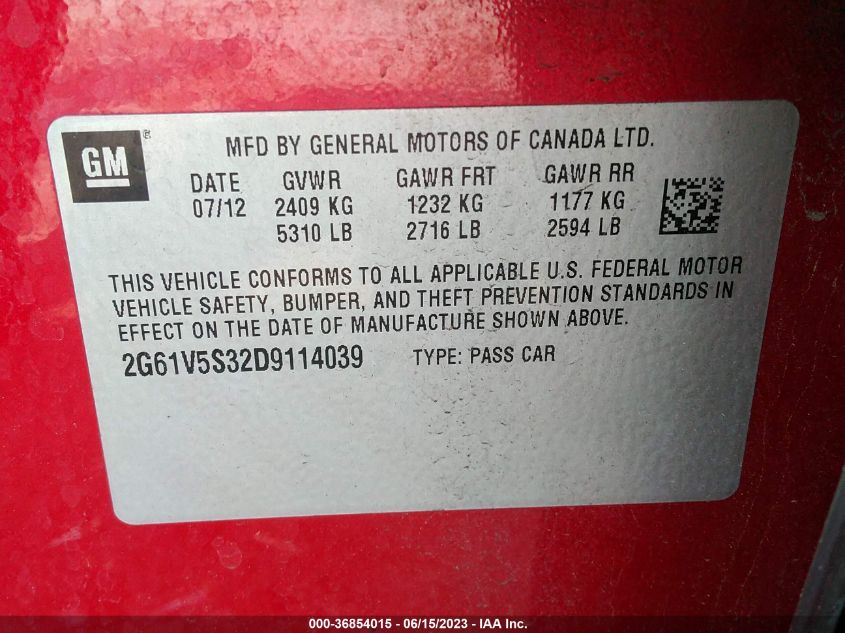 GM ®
MFD BY GENERAL MOTORS OF CANADA LTD.
DATE GVWR GAWR FRT GAWR RR
07/12 2409 KG 1232 KG 1177 KG
5310 LB 2716 LB 2594 LB
THIS VEHICLE CONFORMS TO ALL APPLICABLE U.S. FEDERAL MOTOR
VEHICLE SAFETY, BUMPER, AND THEFT PREVENTION STANDARDS IN
EFFECT ON THE DATE OF MANUFACTURE SHOWN ABOVE.
2G61V5S32D9114039 TYPE: PASS CAR
000-36854015 - 06/15/2023 - IAA Inc.